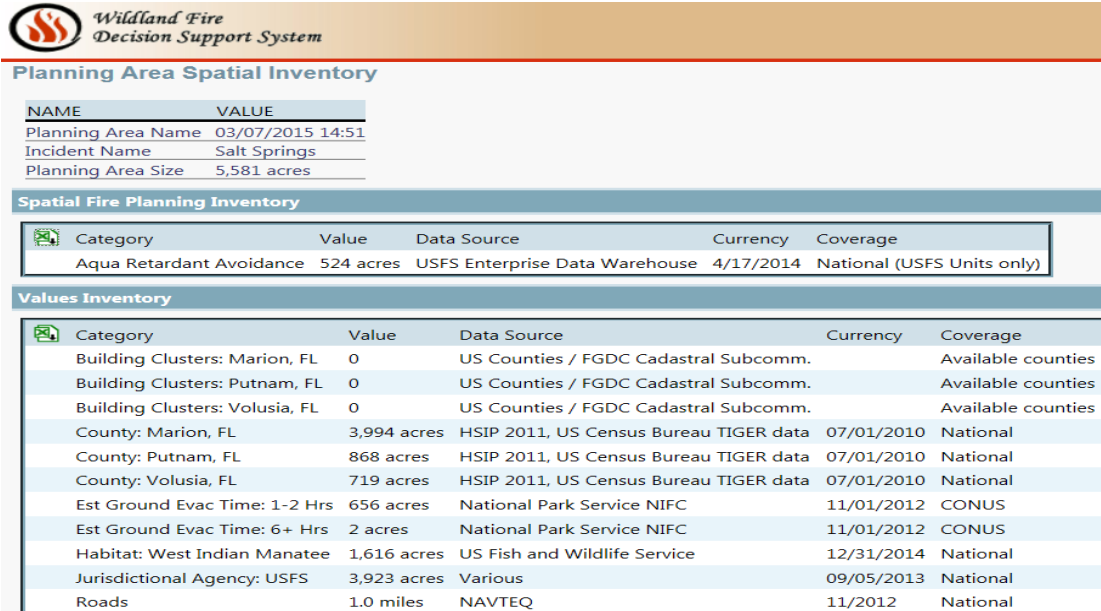 Wildland Fire
Decision Support System
Planning Area Spatial Inventory
NAME VALUE
Planning Area Name 03/07/2015 14:51
Incident Name Salt Springs
Planning Area Size 5,581 acres
Spatial Fire Planning Inventory
Category Value Data Source Currency Coverage
Aqua Retardant Avoidance 524 acres USFS Enterprise Data Warehouse 4/17/2014 National (USFS Units only)
Values Inventory
Category Value Data Source Currency Coverage
Building Clusters: Marion, FL 0 US Counties / FGDC Cadastral Subcomm. Available counties
Building Clusters: Putnam, FL 0 US Counties / FGDC Cadastral Subcomm. Available counties
Building Clusters: Volusia, FL 0 US Counties / FGDC Cadastral Subcomm. Available counties
County: Marion, FL 3,994 acres HSIP 2011, US Census Bureau TIGER data 07/01/2010 National
County: Putnam, FL 868 acres HSIP 2011, US Census Bureau TIGER data 07/01/2010 National
County: Volusia, FL 719 acres HSIP 2011, US Census Bureau TIGER data 07/01/2010 National
Est Ground Evac Time: 1-2 Hrs 656 acres National Park Service NIFC 11/01/2012 CONUS
Est Ground Evac Time: 6+ Hrs 2 acres National Park Service NIFC 11/01/2012 CONUS
Habitat: West Indian Manatee 1,616 acres US Fish and Wildlife Service 12/31/2014 National
Jurisdictional Agency: USFS 3,923 acres Various 09/05/2013 National
Roads 1.0 miles NAVTEQ 11/2012 National